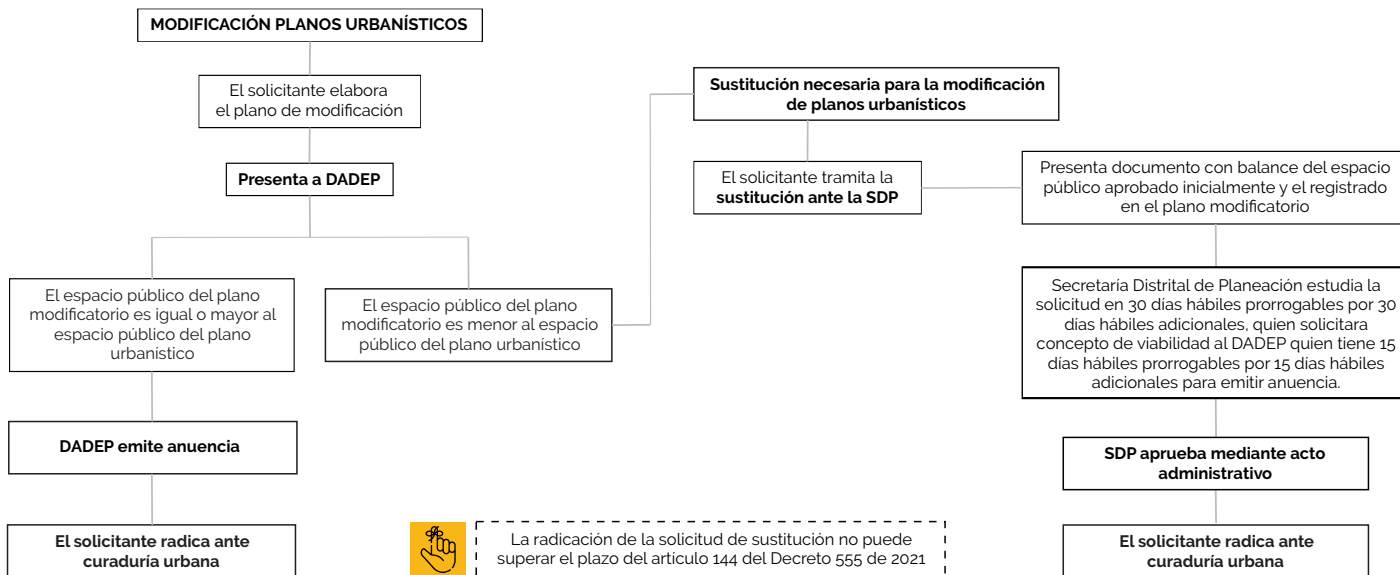 MODIFICACIÓN PLANOS URBANÍSTICOS
El solicitante elabora
el plano de modificación
Presenta a DADEP
El espacio público del plano
modificatorio es igual o mayor al
espacio público del plano
urbanístico
DADEP emite anuencia
El solicitante radica ante
curaduría urbana
El espacio público del plano
modificatorio es menor al espacio
público del plano urbanístico
Sustitución necesaria para la modificación
de planos urbanísticos
El solicitante tramita la
sustitución ante la SDP
Presenta documento con balance del espacio
público aprobado inicialmente y el registrado
en el plano modificatorio
Secretaría Distrital de Planeación estudia la
solicitud en 30 días hábiles prorrogables por 30
días hábiles adicionales, quien solicitara
concepto de viabilidad al DADEP quien tiene 15
días hábiles prorrogables por 15 días hábiles
adicionales para emitir anuencia.
SDP aprueba mediante acto
administrativo
El solicitante radica ante
curaduría urbana
La radicación de la solicitud de sustitución no puede
superar el plazo del artículo 144 del Decreto 555 de 2021